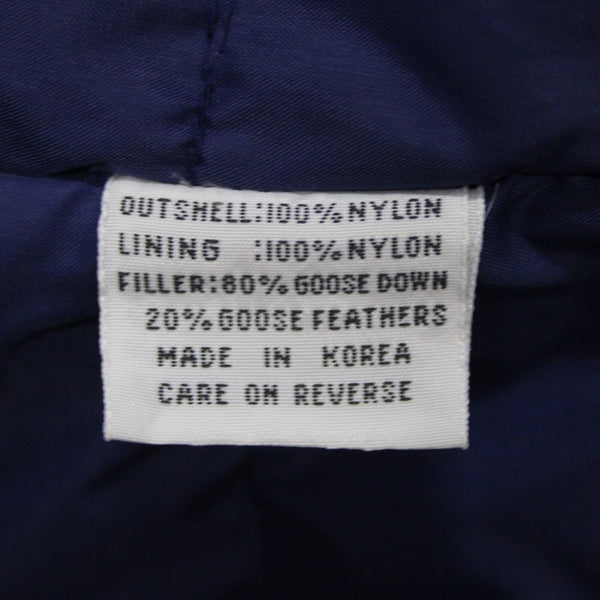 OUTSHELL:100% NYLON
LINING :100% NYLON
FILLER:80% GOOSE DOWN
20% GOOSE FEATHERS
MADE IN KOREA
CARE ON REVERSE